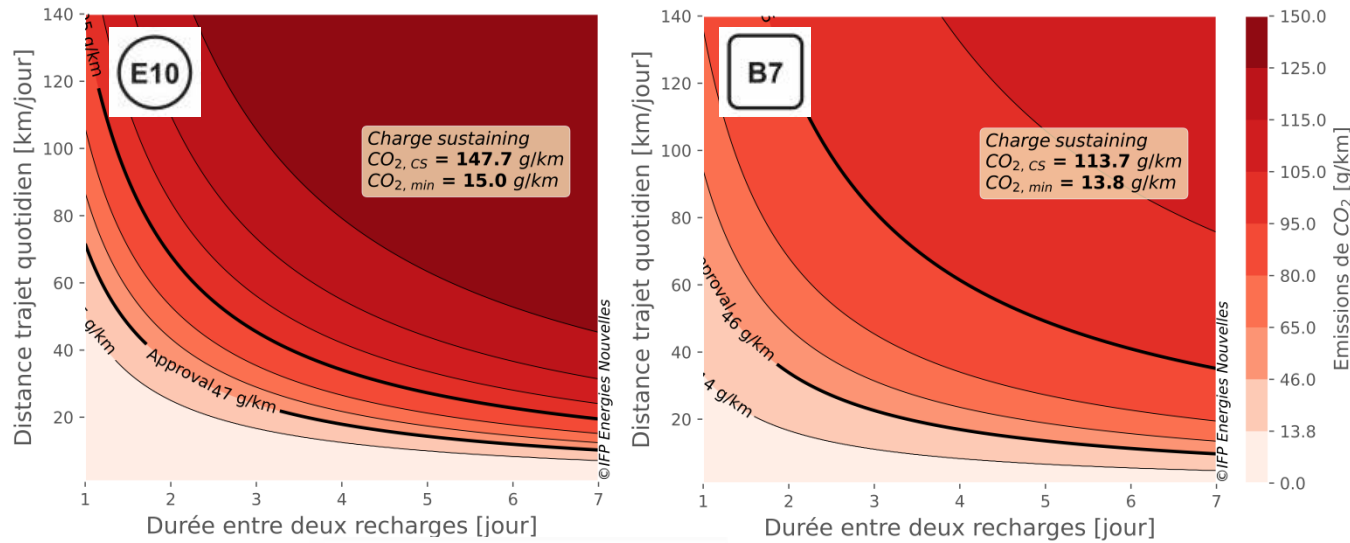 E10
Charge sustaining
CO2, CS = 147.7 g/km
CO2, min = 15.0 g/km
g/km
g/km
Approval 47 g/km
©IFP Energies Nouvelles
Distance trajet quotidien [km/jour]
140
120
100
80
60
40
20
1 2 3 4 5 6 7
Durée entre deux recharges [jour]
B7
Charge sustaining
CO2, CS = 113.7 g/km
CO2, min = 13.8 g/km
46 g/km
g/km
©IFP Energies Nouvelles
Distance trajet quotidien [km/jour]
140
120
100
80
60
40
20
1 2 3 4 5 6 7
Durée entre deux recharges [jour]
150.0
125.0
115.0
95.0
80.0
65.0
46.0
13.8
0.0
Emissions de CO2 [g/km]